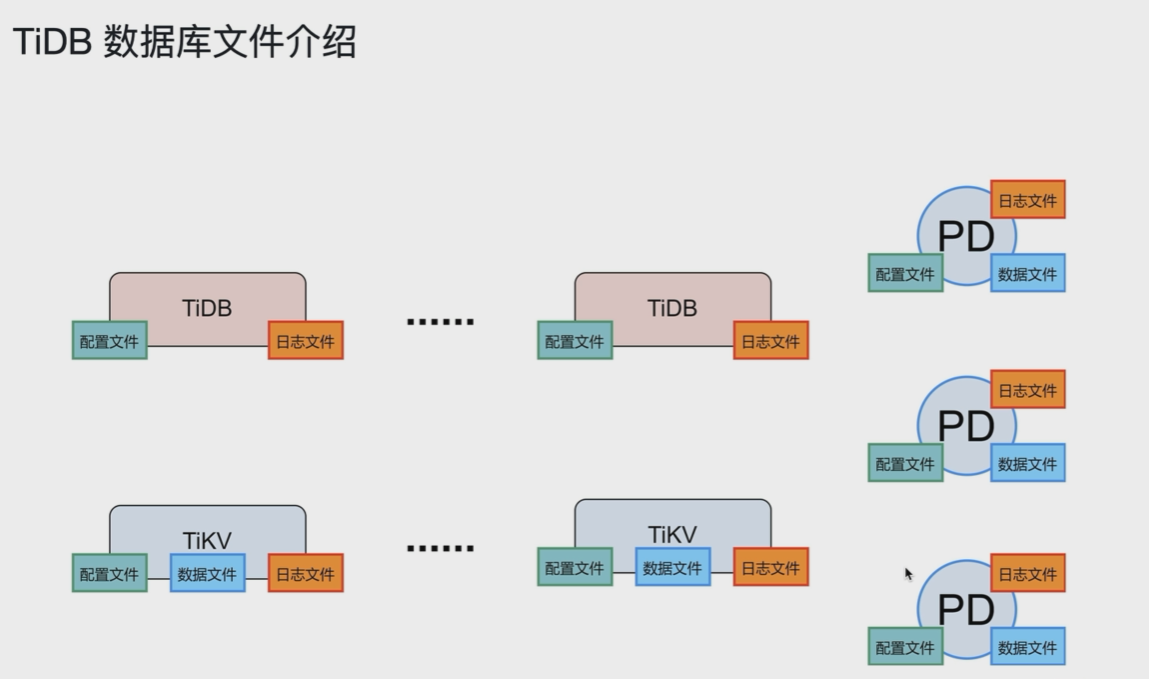 TiDB 数据库文件介绍
TiDB
配置文件
日志文件
......
TiDB
配置文件
日志文件
TiKV
配置文件
数据文件
日志文件
......
TiKV
配置文件
数据文件
日志文件
日志文件
PD
配置文件
数据文件
日志文件
PD
配置文件
数据文件
日志文件
PD
配置文件
数据文件